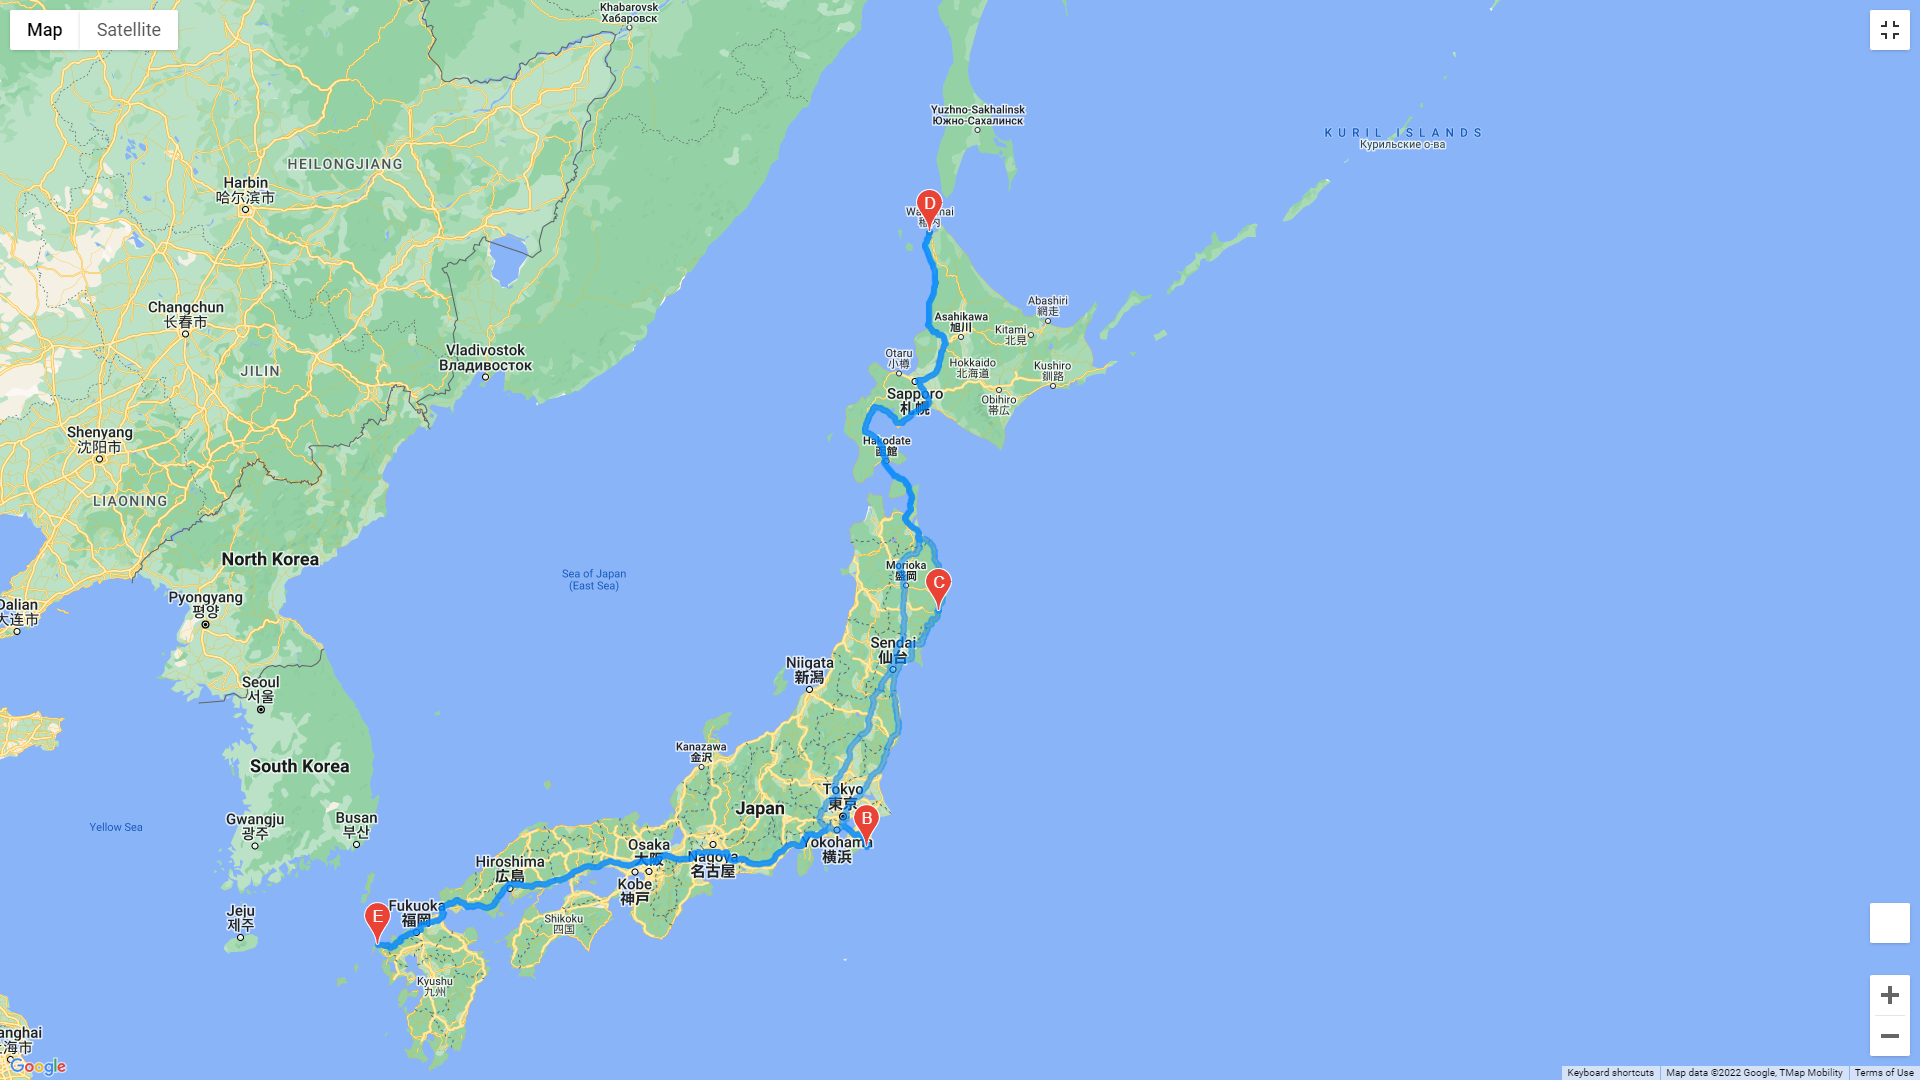 Map
Satellite
Khabarovsk
Хабаровск
Yuzhno-Sakhalinsk
Южно-Сахалинск
KURIL ISLANDS
Курильские о-ва
HEILONGJIANG
Harbin
哈尔滨市
D
Abashiri
網走
Changchun
长春市
Asahikawa
旭川
Kitami
北見
Vladivostok
Владивосток
Otaru
小樽
Hokkaido
北海道
Kushiro
釧路
JILIN
Sapporo
札幌
Obihiro
帯広
Shenyang
沈阳市
Hakodate
函館
LIAONING
North Korea
Sea of Japan
(East Sea)
Morioka
盛岡
C
Pyongyang
평양
Dalian
大连市
Sendai
仙台
Niigata
新潟
Seoul
서울
Kanazawa
金沢
South Korea
Tokyo
東京
Japan
B
Gwangju
광주
Busan
부산
Yellow Sea
Yokohama
横浜
Osaka
大阪
Nagoya
名古屋
Hiroshima
広島
Kobe
神戸
Fukuoka
福岡
E
Jeju
제주
Shikoku
四国
Kyushu
九州
anghai
海市
Google
Keyboard shortcuts
Map data ©2022 Google, TMap Mobility
Terms of Use